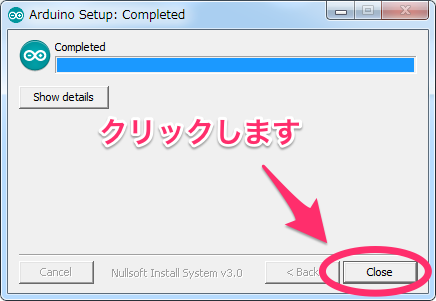 Arduino Setup: Completed
Completed
Show details
クリックします
Cancel
Nullsoft Install System v3.0
< Back
Close